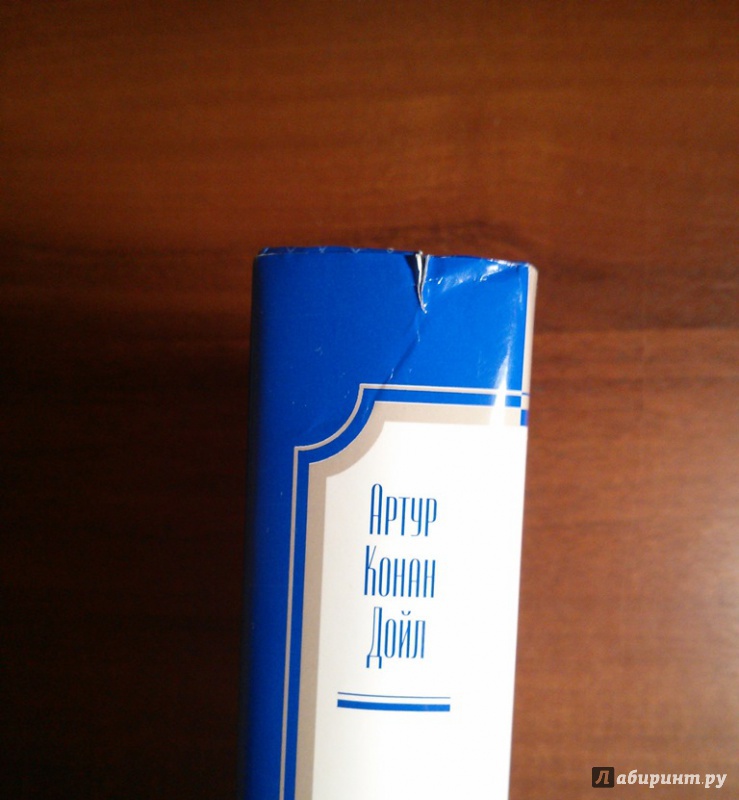 Артур
Конан
Дойл
Лабиринт.ру